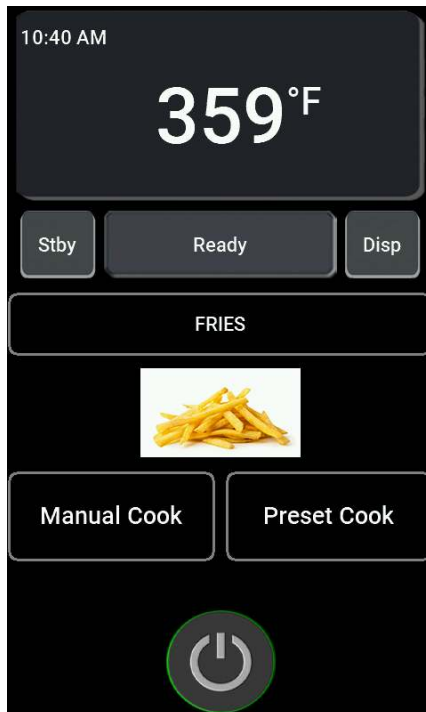 10:40 AM
359°F
Stby Ready Disp
FRIES
Manual Cook Preset Cook